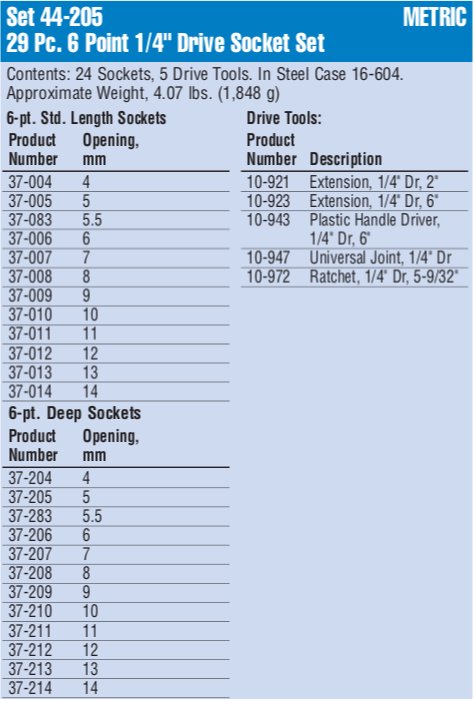 Set 44-205 METRIC
29 Pc. 6 Point 1/4" Drive Socket Set
Contents: 24 Sockets, 5 Drive Tools. In Steel Case 16-604.
Approximate Weight, 4.07 lbs. (1,848 g)
6-pt. Std. Length Sockets
Product Opening,
Number mm
37-004 4
37-005 5
37-083 5.5
37-006 6
37-007 7
37-008 8
37-009 9
37-010 10
37-011 11
37-012 12
37-013 13
37-014 14
6-pt. Deep Sockets
Product Opening,
Number mm
37-204 4
37-205 5
37-283 5.5
37-206 6
37-207 7
37-208 8
37-209 9
37-210 10
37-211 11
37-212 12
37-213 13
37-214 14
Drive Tools:
Product
Number Description
10-921 Extension, 1/4" Dr, 2"
10-923 Extension, 1/4" Dr, 6"
10-943 Plastic Handle Driver,
1/4" Dr, 6"
10-947 Universal Joint, 1/4" Dr
10-972 Ratchet, 1/4" Dr, 5-9/32"